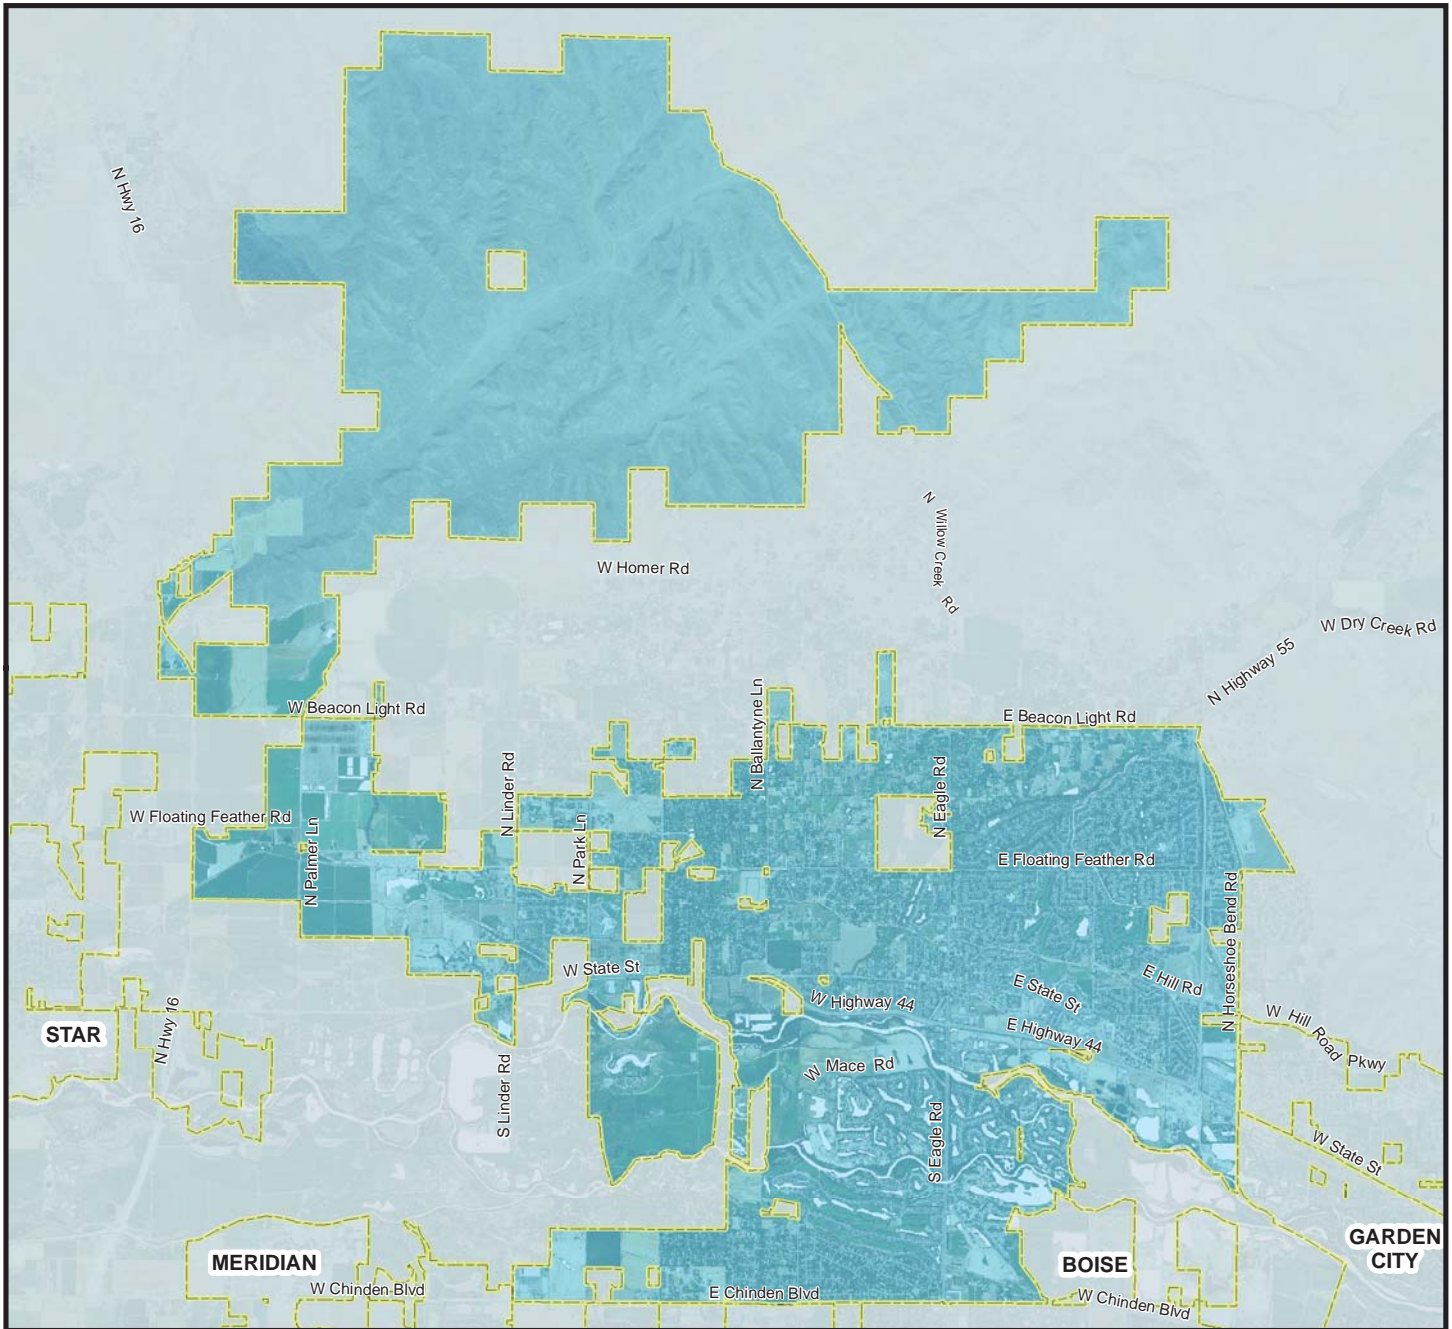 N Hwy 16
N Willow Creek Rd
W Homer Rd
W Dry Creek Rd
N Highway 55
W Beacon Light Rd
N Ballantyne Ln
E Beacon Light Rd
N Linder Rd
N Eagle Rd
W Floating Feather Rd
N Palmer Ln
N Park Ln
E Floating Feather Rd
N Horseshoe Bend Rd
W State St
E Hill Rd
E State St
W Highway 44
N Hwy 16
STAR
E Highway 44
W Hill Road Pkwy
W Mace Rd
S Linder Rd
S Eagle Rd
W State St
MERIDIAN
BOISE
GARDEN
CITY
W Chinden Blvd
E Chinden Blvd
W Chinden Blvd